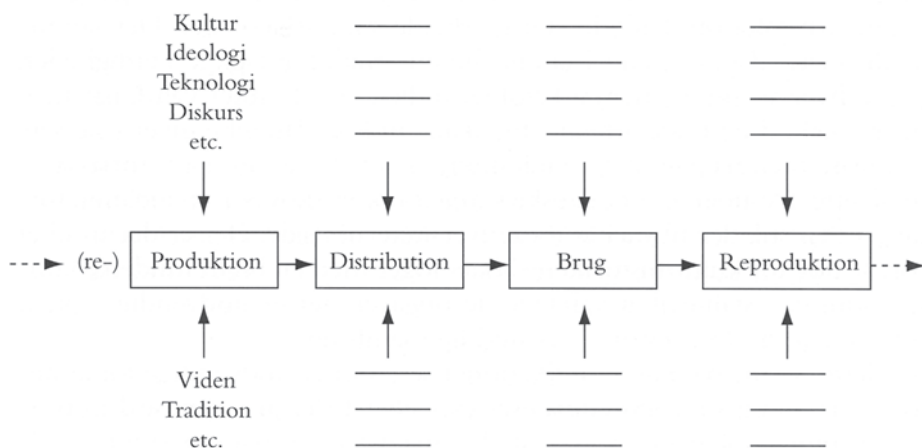 Kultur
Ideologi
Teknologi
Diskurs
etc.
(re-) Produktion Distribution Brug Reproduktion
Viden
Tradition
etc.